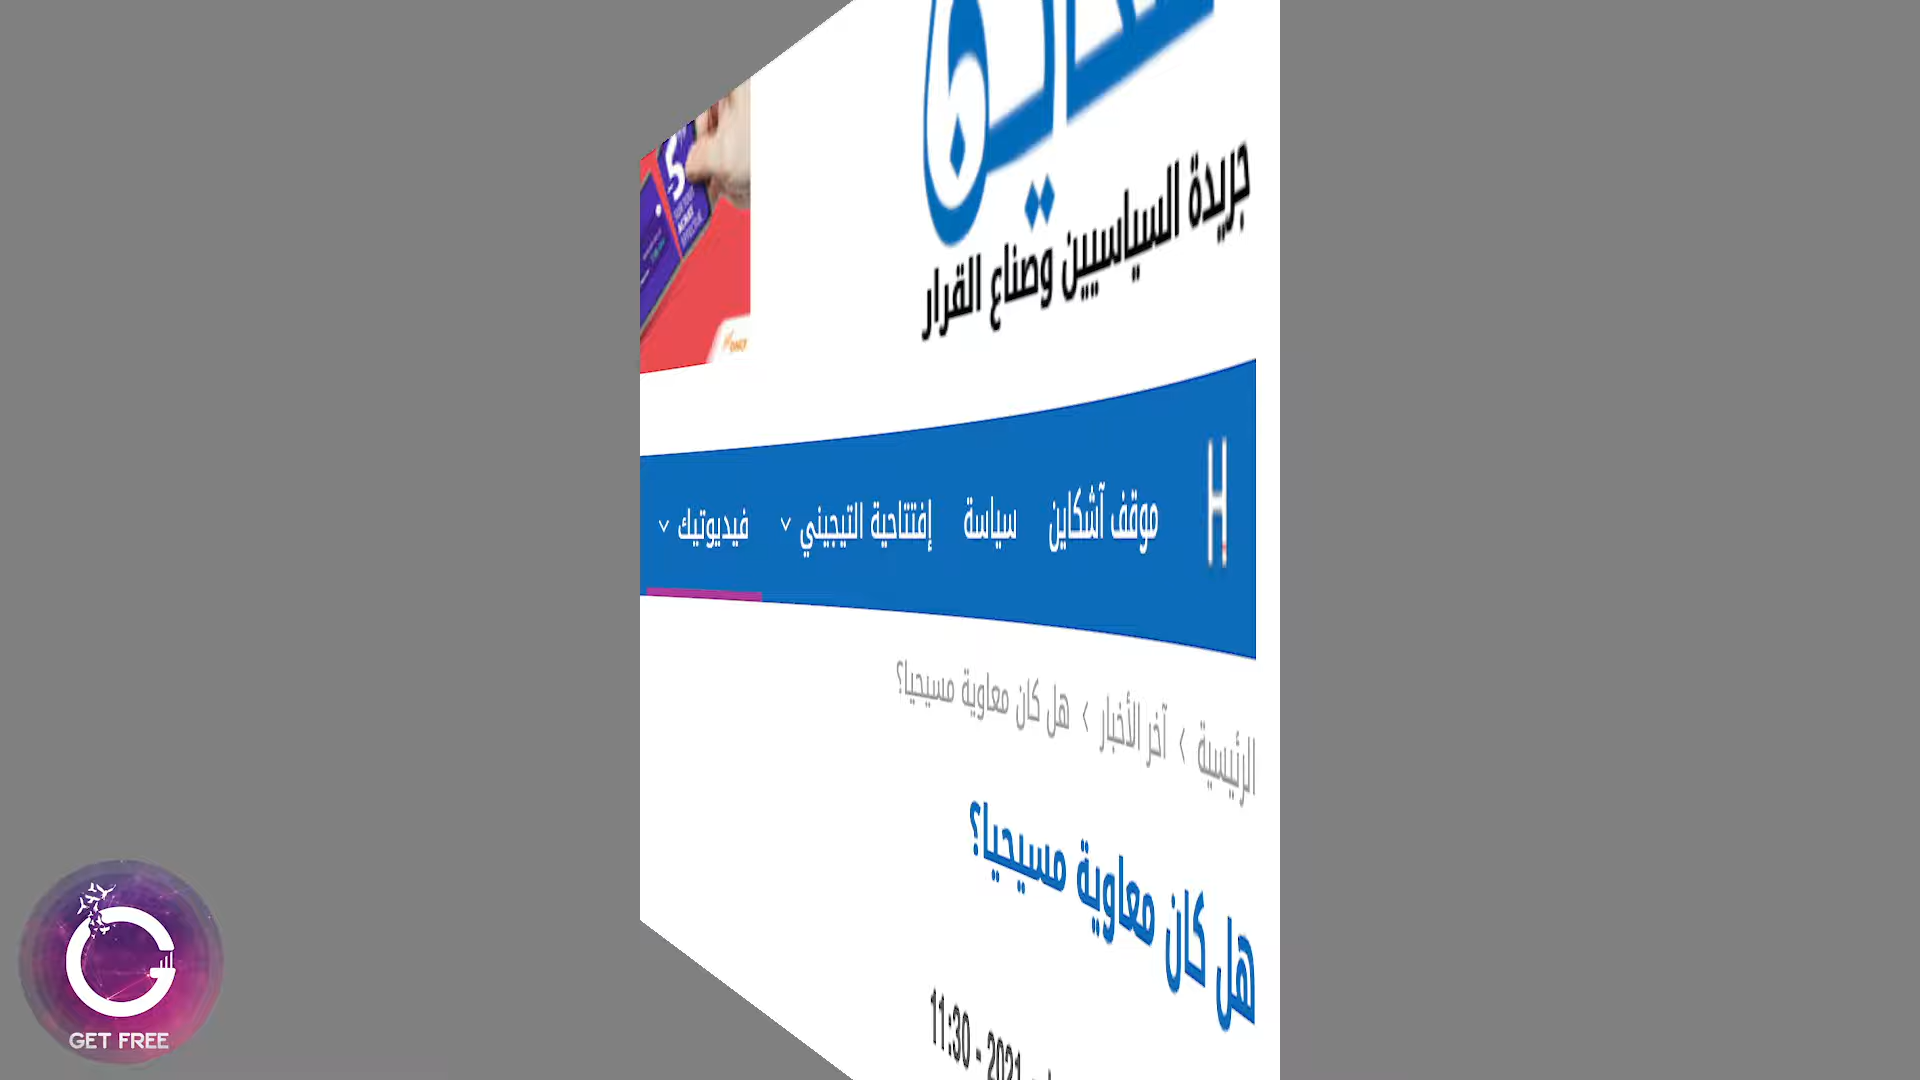 جريدة السياسيين وصناع القرار
موقف آشكاين سياسة إفتتاحية التيجيني فيديوتيك
الرئيسية > آخر الأخبار > هل كان معاوية مسيحيا؟
هل كان معاوية مسيحيا؟
2021 - 11:30
GET FREE